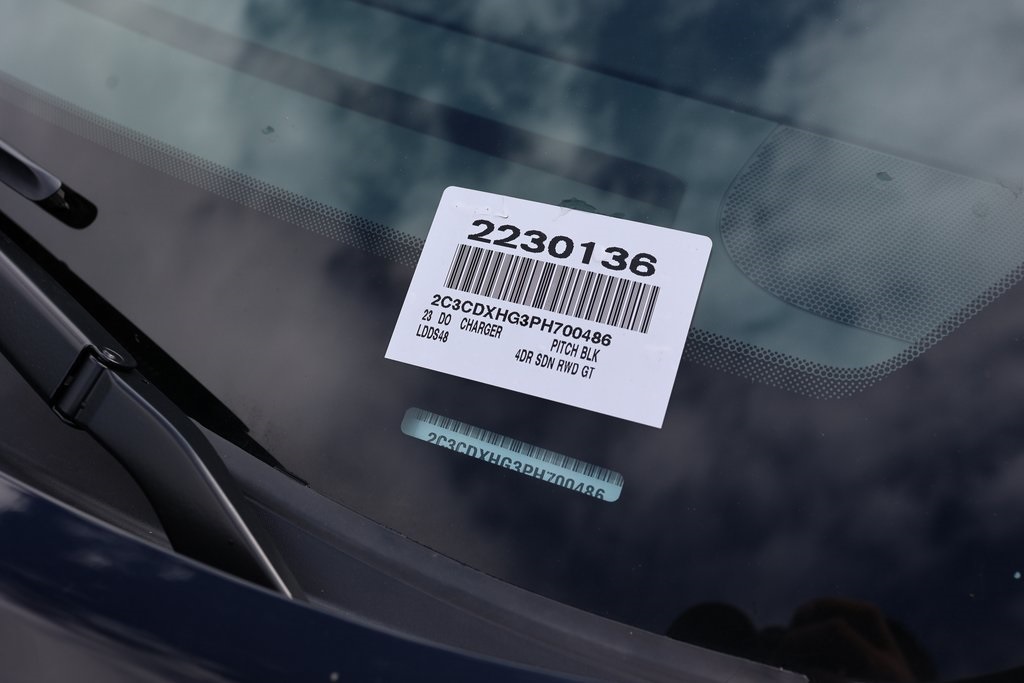 2230136
2C3CDXHG3PH700486
23 DO CHARGER PITCH BLK
LDDS48 4DR SDN RWD GT
2C3CDXHG3PH700486